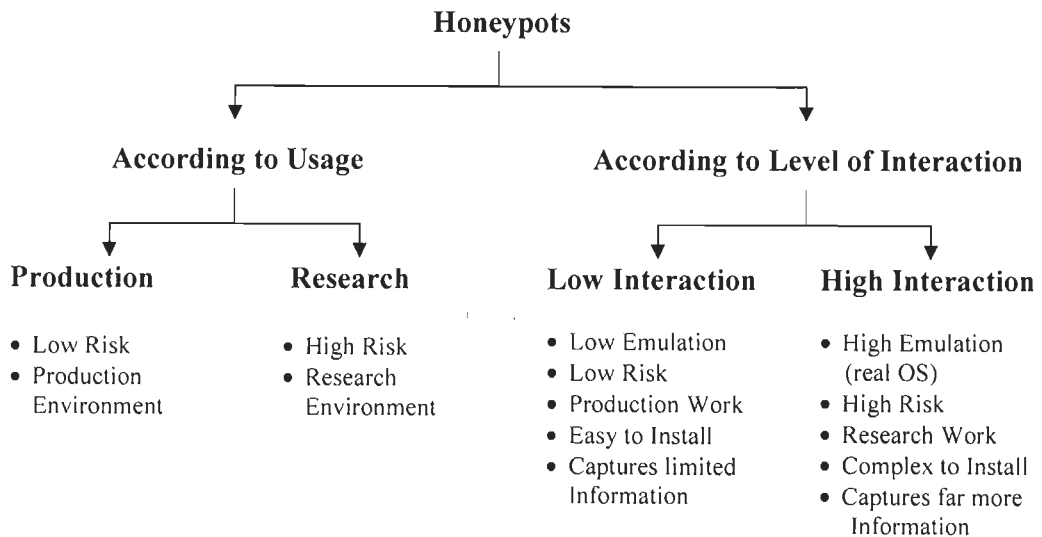 Honeypots
According to Usage
According to Level of Interaction
Production
Research
Low Interaction
High Interaction
• Low Risk
• Production
Environment
• High Risk
• Research
Environment
• Low Emulation
• Low Risk
• Production Work
• Easy to Install
• Captures limited
Information
• High Emulation
(real OS)
• High Risk
• Research Work
• Complex to Install
• Captures far more
Information